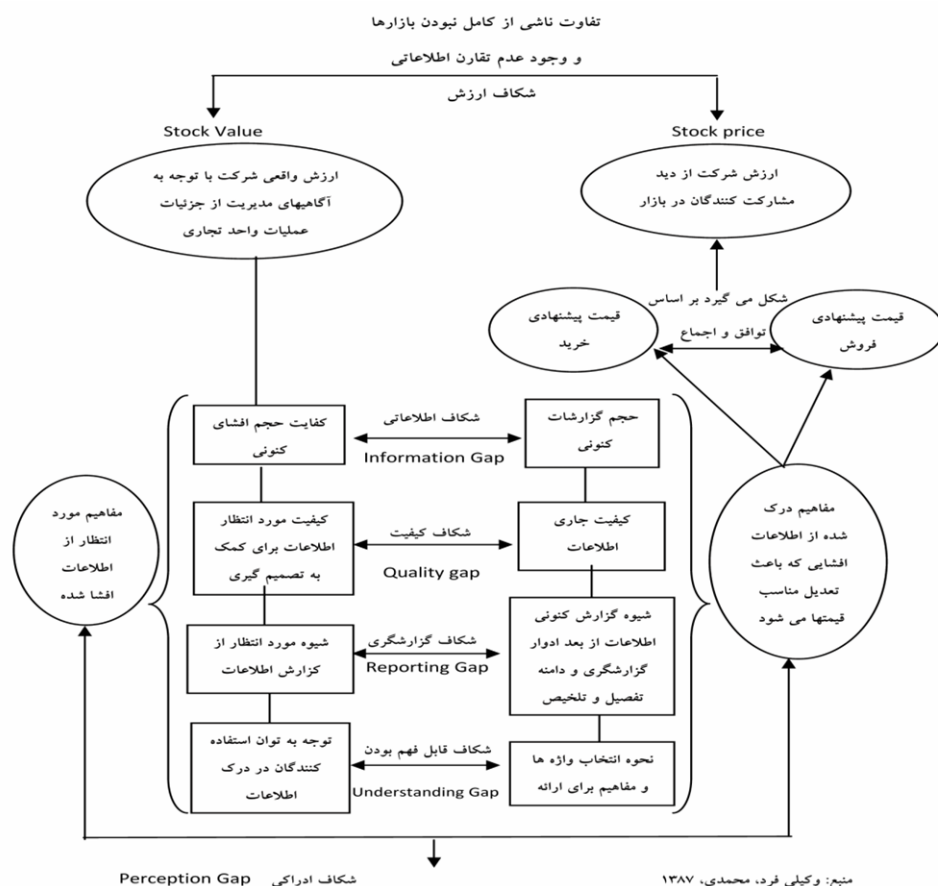 تفاوت ناشی از کامل نبودن بازارها
و وجود عدم تقارن اطلاعاتی
شکاف ارزش
Stock price
Stock Value
ارزش شرکت از دید
مشارکت کنندگان در بازار
ارزش واقعی شرکت با توجه به
آگاهیهای مدیریت از جزئیات
عملیات واحد تجاری
شکل می گیرد بر اساس
توافق و اجماع
قیمت پیشنهادی
فروش
قیمت پیشنهادی
خرید
حجم گزارشات
کنونی
شکاف اطلاعاتی
Information Gap
کفایت حجم افشای
کنونی
کیفیت جاری
اطلاعات
شکاف کیفیت
Quality gap
کیفیت مورد انتظار
اطلاعات برای کمک
به تصمیم گیری
شیوه گزارش کنونی
اطلاعات از بعد ادوار
گزارشگری و دامنه
تفصیل و تلخیص
شکاف گزارشگری
Reporting Gap
شیوه مورد انتظار از
کزارش اطلاعات
نحوه انتخاب واژه ها
و مفاهیم برای ارائه
شکاف قابل فهم بودن
Understanding Gap
توجه به توان استفاده
کنندگان در درک
اطلاعات
مفاهیم درک
شده از اطلاعات
افشایی که باعث
تعدیل مناسب
قیمتها می شود
مفاهیم مورد
انتظار از
اطلاعات
افشا شده
شکاف ادراکی Perception Gap
منبع: وکیلی فرد، محمدی، ۱۳۸۷